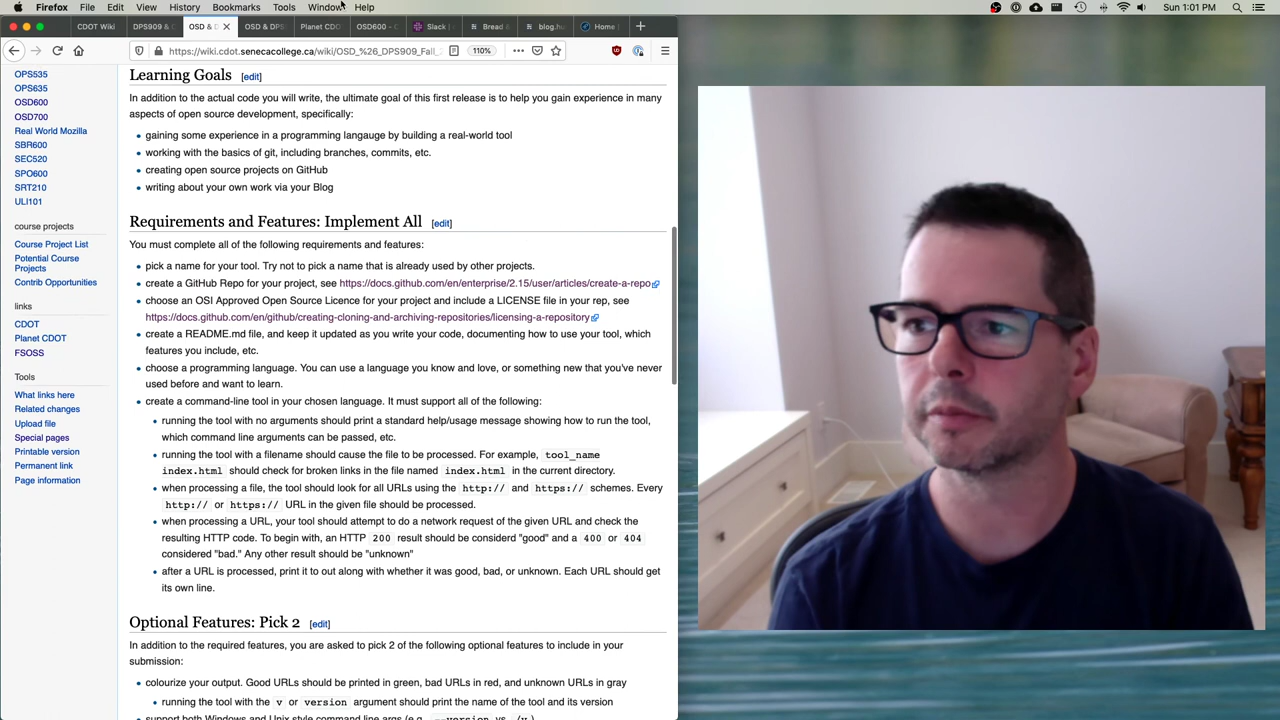 Firefox File Edit View History Bookmarks Tools Window Help
Sun 1:01 PM
CDOT Wiki DPS909 & OSD & D OSD & DPS Planet CDO OSD600 - C Slack | Bread & blog.hu Home |
https://wiki.cdot.senecacollege.ca/wiki/OSD_%26_DPS909_Fall_
110%
OPS535
OPS635
OSD600
OSD700
Real World Mozilla
SBR600
SEC520
SPO600
SRT210
ULI101
course projects
Course Project List
Potential Course
Projects
Contrib Opportunities
links
CDOT
Planet CDOT
FSOSS
Tools
What links here
Related changes
Upload file
Special pages
Printable version
Permanent link
Page information
Learning Goals [edit]
In addition to the actual code you will write, the ultimate goal of this first release is to help you gain experience in many
aspects of open source development, specifically:
gaining some experience in a programming langauge by building a real-world tool
working with the basics of git, including branches, commits, etc.
creating open source projects on GitHub
writing about your own work via your Blog
Requirements and Features: Implement All [edit]
You must complete all of the following requirements and features:
pick a name for your tool. Try not to pick a name that is already used by other projects.
create a GitHub Repo for your project, see https://docs.github.com/en/enterprise/2.15/user/articles/create-a-repo
choose an OSI Approved Open Source Licence for your project and include a LICENSE file in your rep, see
https://docs.github.com/en/github/creating-cloning-and-archiving-repositories/licensing-a-repository
create a README.md file, and keep it updated as you write your code, documenting how to use your tool, which
features you include, etc.
choose a programming language. You can use a language you know and love, or something new that you've never
used before and want to learn.
create a command-line tool in your chosen language. It must support all of the following:
running the tool with no arguments should print a standard help/usage message showing how to run the tool,
which command line arguments can be passed, etc.
running the tool with a filename should cause the file to be processed. For example, tool_name
index.html should check for broken links in the file named index.html in the current directory.
when processing a file, the tool should look for all URLs using the http:// and https:// schemes. Every
http:// or https:// URL in the given file should be processed.
when processing a URL, your tool should attempt to do a network request of the given URL and check the
resulting HTTP code. To begin with, an HTTP 200 result should be considerd "good" and a 400 or 404
considered "bad." Any other result should be "unknown"
after a URL is processed, print it to out along with whether it was good, bad, or unknown. Each URL should get
its own line.
Optional Features: Pick 2 [edit]
In addition to the required features, you are asked to pick 2 of the following optional features to include in your
submission:
colourize your output. Good URLs should be printed in green, bad URLs in red, and unknown URLs in gray
running the tool with the v or version argument should print the name of the tool and its version
support both Windows and Unix style command line args (e.g. --version vs. /v )